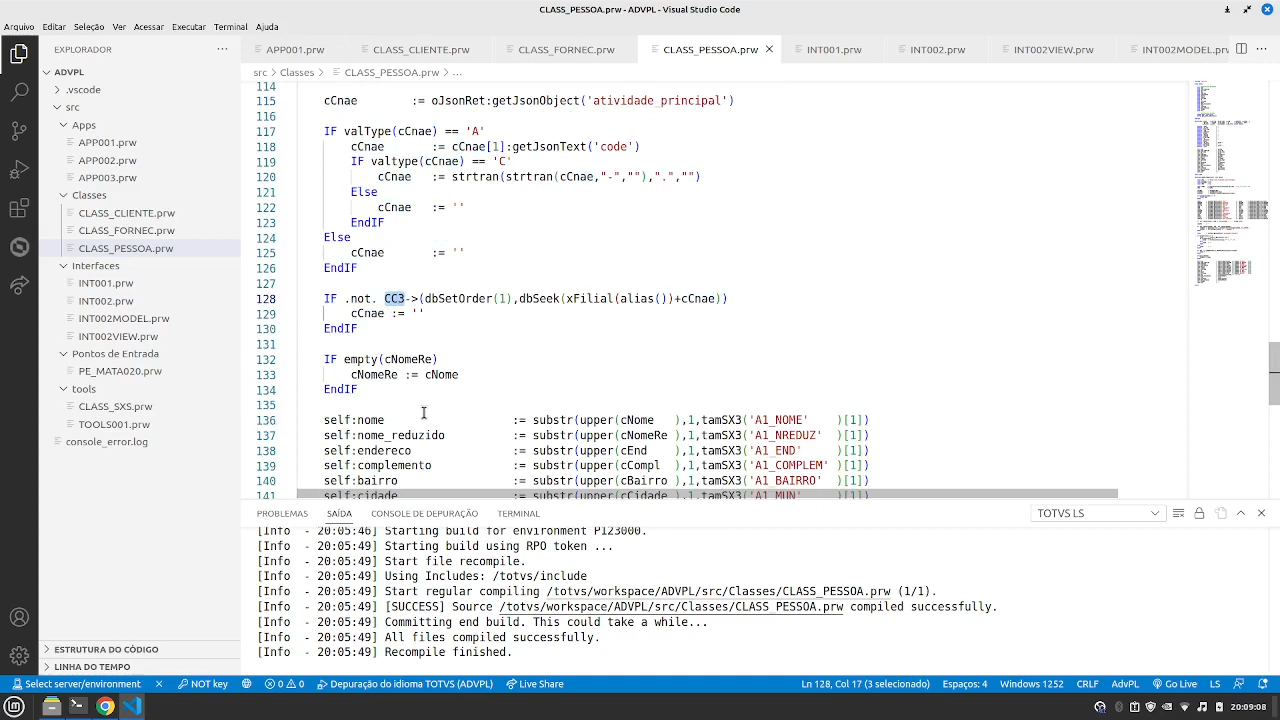 CLASS_PESSOA.prw - ADVPL - Visual Studio Code
Arquivo Editar Seleção Ver Acessar Executar Terminal Ajuda
EXPLORADOR
ADVPL
.vscode
src
Apps
APP001.prw
APP002.prw
APP003.prw
Classes
CLASS_CLIENTE.prw
CLASS_FORNEC.prw
CLASS_PESSOA.prw
Interfaces
INT001.prw
INT002.prw
INT002MODEL.prw
INT002VIEW.prw
Pontos de Entrada
PE_MATA020.prw
tools
CLASS_SXS.prw
TOOLS001.prw
console_error.log
ESTRUTURA DO CÓDIGO
LINHA DO TEMPO
APP001.prw CLASS_CLIENTE.prw CLASS_FORNEC.prw CLASS_PESSOA.prw INT001.prw INT002.prw INT002VIEW.prw INT002MODEL.prw
src > Classes > CLASS_PESSOA.prw > ...
114
115 cCnae := oJsonRet:getJsonObject('atividade_principal')
116
117 IF valType(cCnae) == 'A'
118 cCnae := cCnae[1]:getJsonText('code')
119 IF valtype(cCnae) == 'C'
120 cCnae := strtran(strtran(cCnae,"-",""),".","")
121 Else
122 cCnae := ''
123 EndIF
124 Else
125 cCnae := ''
126 EndIF
127
128 IF .not. CC3->(dbSetOrder(1),dbSeek(xFilial(alias())+cCnae))
129 cCnae := ''
130 EndIF
131
132 IF empty(cNomeRe)
133 cNomeRe := cNome
134 EndIF
135
136 self:nome := substr(upper(cNome ),1,tamSX3('A1_NOME' )[1])
137 self:nome_reduzido := substr(upper(cNomeRe ),1,tamSX3('A1_NREDUZ' )[1])
138 self:endereco := substr(upper(cEnd ),1,tamSX3('A1_END' )[1])
139 self:complemento := substr(upper(cCompl ),1,tamSX3('A1_COMPLEM' )[1])
140 self:bairro := substr(upper(cBairro ),1,tamSX3('A1_BAIRRO' )[1])
141 self:cidade := substr(upper(cCidade ),1,tamSX3('A1_MUN' )[1])
PROBLEMAS SAÍDA CONSOLE DE DEPURAÇÃO TERMINAL TOTVS LS
[Info - 20:05:46] Starting build for environment P123000.
[Info - 20:05:49] Starting build using RPO token ...
[Info - 20:05:49] Start file recompile.
[Info - 20:05:49] Using Includes: /totvs/include
[Info - 20:05:49] Start regular compiling /totvs/workspace/ADVPL/src/Classes/CLASS_PESSOA.prw (1/1).
[Info - 20:05:49] [SUCCESS] Source /totvs/workspace/ADVPL/src/Classes/CLASS_PESSOA.prw compiled successfully.
[Info - 20:05:49] Committing end build. This could take a while...
[Info - 20:05:49] All files compiled successfully.
[Info - 20:05:49] Recompile finished.
Select server/environment NOT key 0 0 Depuração do idioma TOTVS (ADVPL) Live Share Ln 128, Col 17 (3 selecionado) Espaços: 4 Windows 1252 CRLF AdvPL Go Live LS
20:09:08